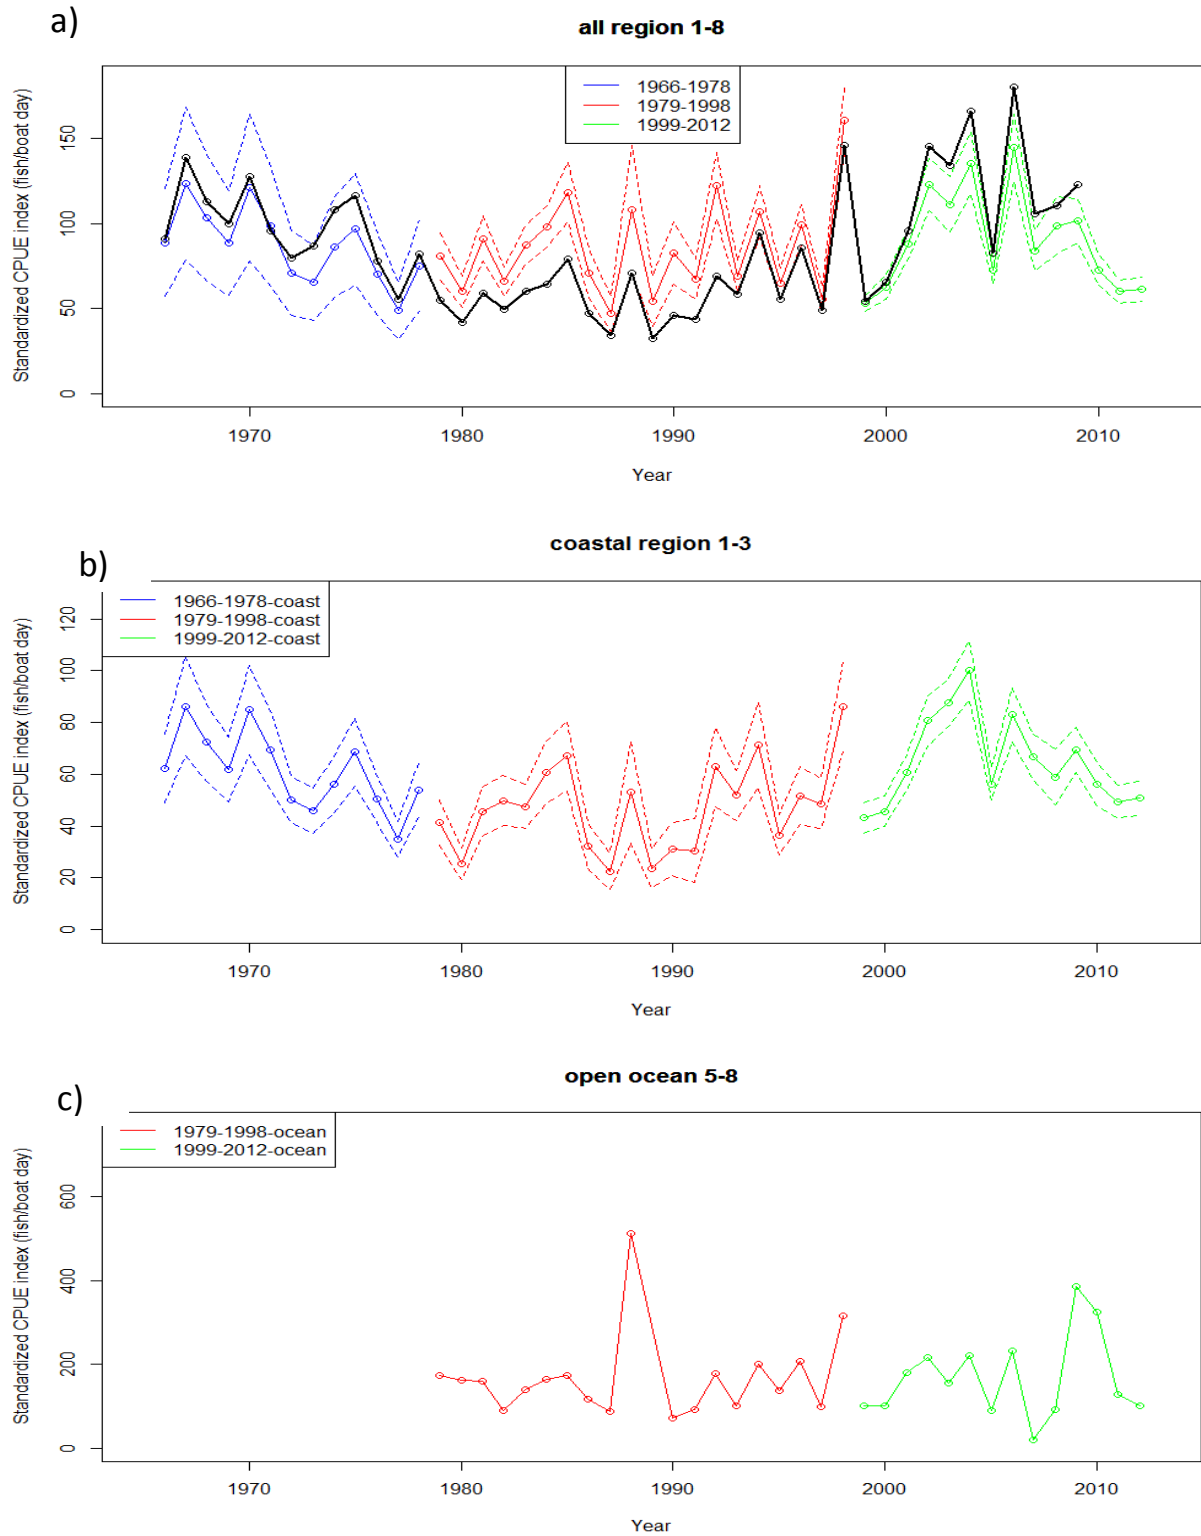 a)
all region 1-8
1966-1978
1979-1998
1999-2012
Standardized CPUE index (fish/boat day)
0 50 100 150
1970 1980 1990 2000 2010
Year
b)
coastal region 1-3
1966-1978-coast
1979-1998-coast
1999-2012-coast
Standardized CPUE index (fish/boat day)
0 20 40 60 80 100 120
1970 1980 1990 2000 2010
Year
c)
open ocean 5-8
1979-1998-ocean
1999-2012-ocean
Standardized CPUE index (fish/boat day)
0 200 400 600
1970 1980 1990 2000 2010
Year